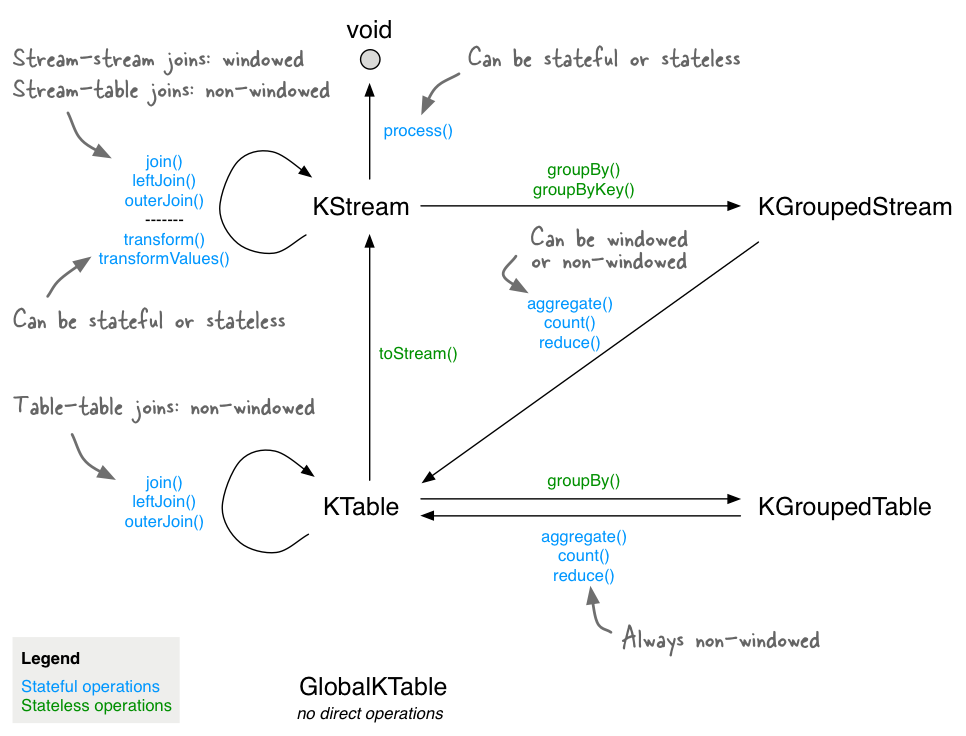 void
Stream-stream joins: windowed
Stream-table joins: non-windowed
Can be stateful or stateless
process()
join()
leftJoin()
outerJoin()
-------
transform()
transformValues()
KStream
groupBy()
groupByKey()
KGroupedStream
Can be windowed
or non-windowed
aggregate()
count()
reduce()
Can be stateful or stateless
toStream()
Table-table joins: non-windowed
join()
leftJoin()
outerJoin()
KTable
groupBy()
KGroupedTable
aggregate()
count()
reduce()
Always non-windowed
Legend
Stateful operations
Stateless operations
GlobalKTable
no direct operations